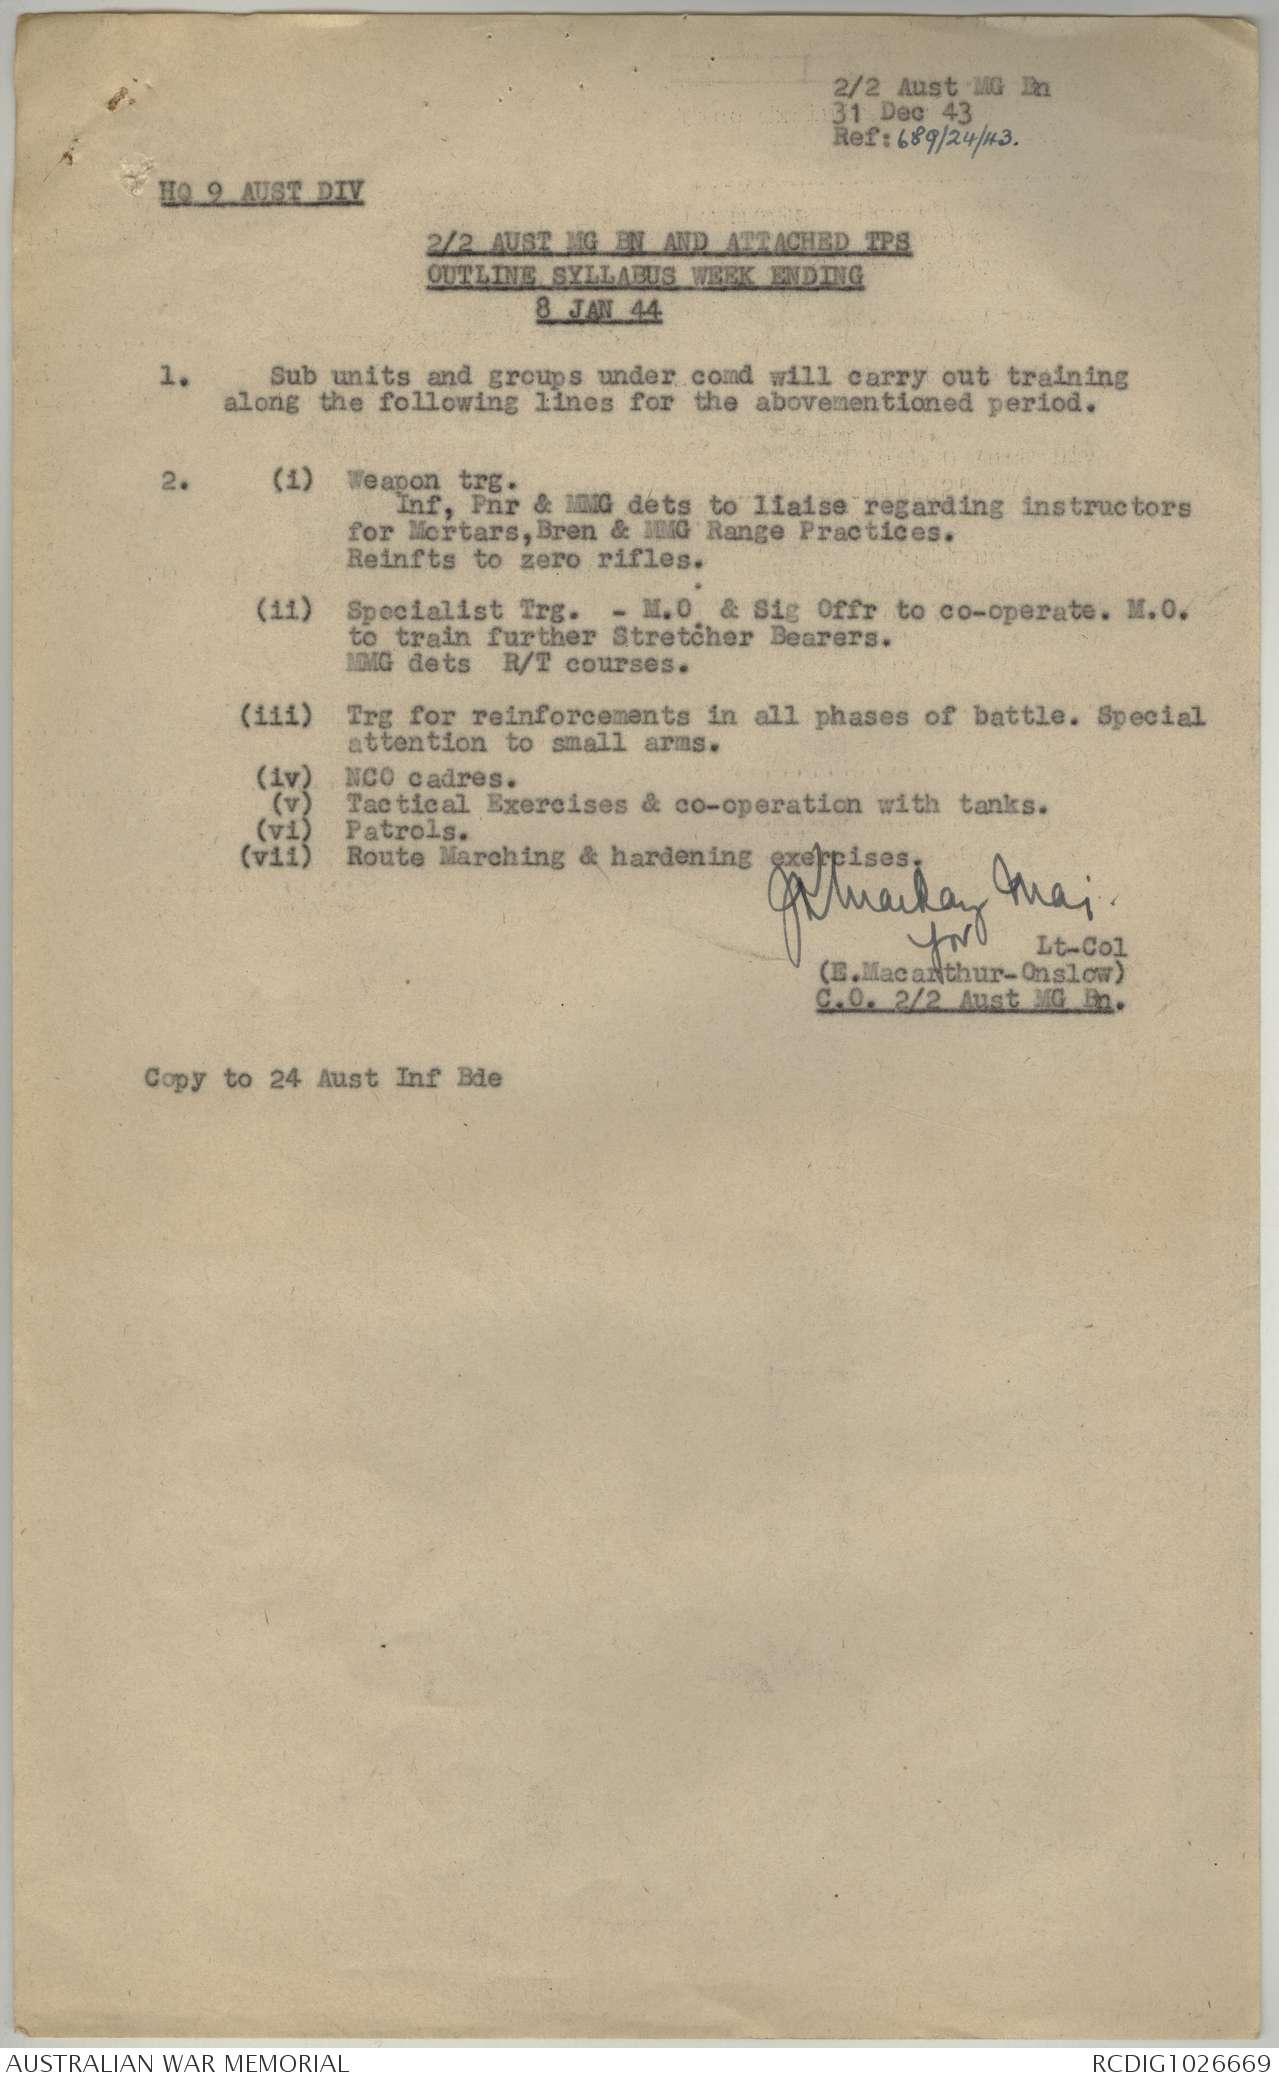 2/2 Aust MG Bn
31 Dec 43
Ref: 689/24/43.
HQ 9 AUST DIV
2/2 AUST MG BN AND ATTACHED TPS
OUTLINE SYLLABUS WEEK ENDING
8 JAN 44
1. Sub units and groups under comd will carry out training
along the following lines for the abovementioned period.
2. (i) Weapon trg.
Inf, Pnr & MMG dets to liaise regarding instructors
for Mortars, Bren & MMG Range Practices.
Reinfts to zero rifles.
(ii) Specialist Trg. - M.O. & Sig Offr to co-operate. M.O.
to train further Stretcher Bearers.
MMG dets R/T courses.
(iii) Trg for reinforcements in all phases of battle. Special
attention to small arms.
(iv) NCO cadres.
(v) Tactical Exercises & co-operation with tanks.
(vi) Patrols.
(vii) Route Marching & hardening exercises.
Mackay Maj.
for Lt-Col
(E.Macarthur-Onslow)
C.O. 2/2 Aust MG Bn.
Copy to 24 Aust Inf Bde
AUSTRALIAN WAR MEMORIAL RCDIG1026669